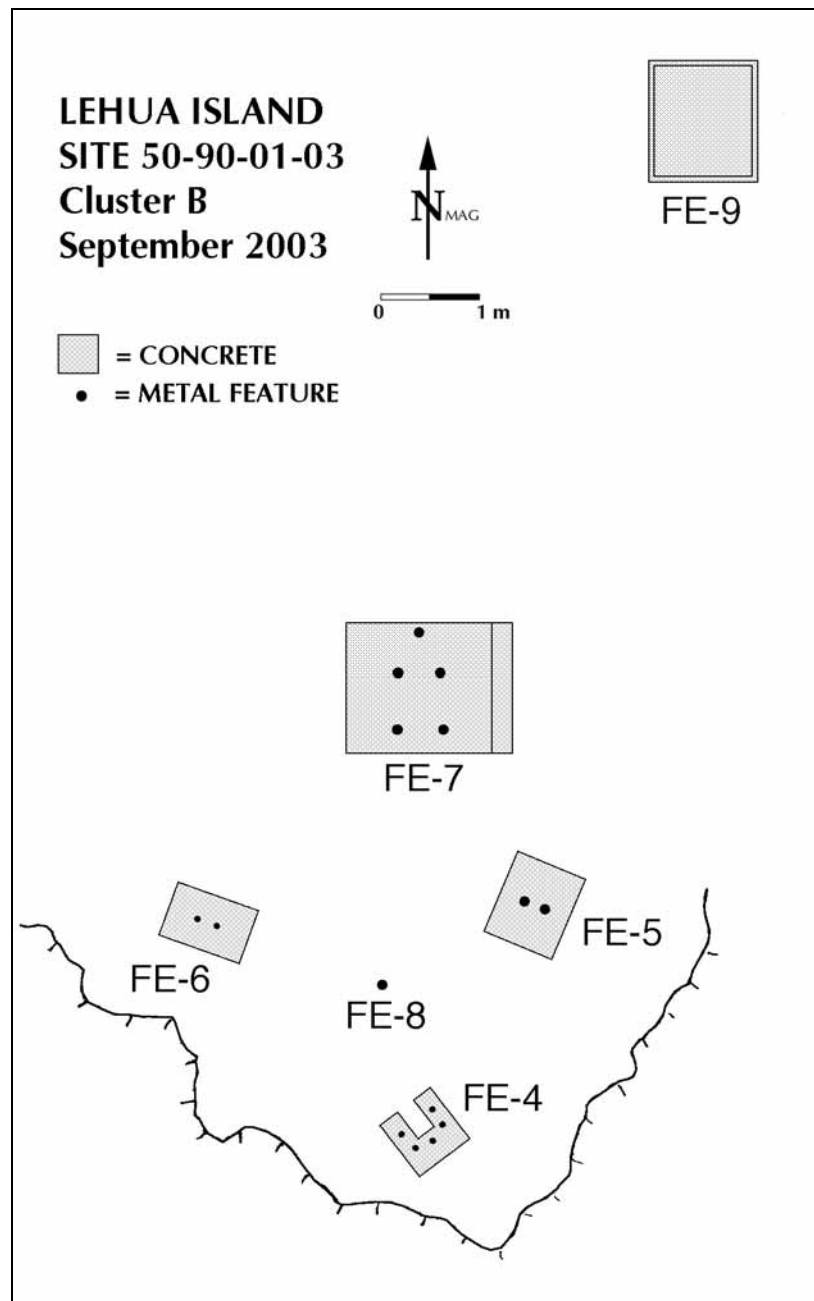 LEHUA ISLAND
SITE 50-90-01-03
Cluster B
September 2003
N MAG
0 1 m
= CONCRETE
= METAL FEATURE
FE-9
FE-7
FE-5
FE-6
FE-8
FE-4